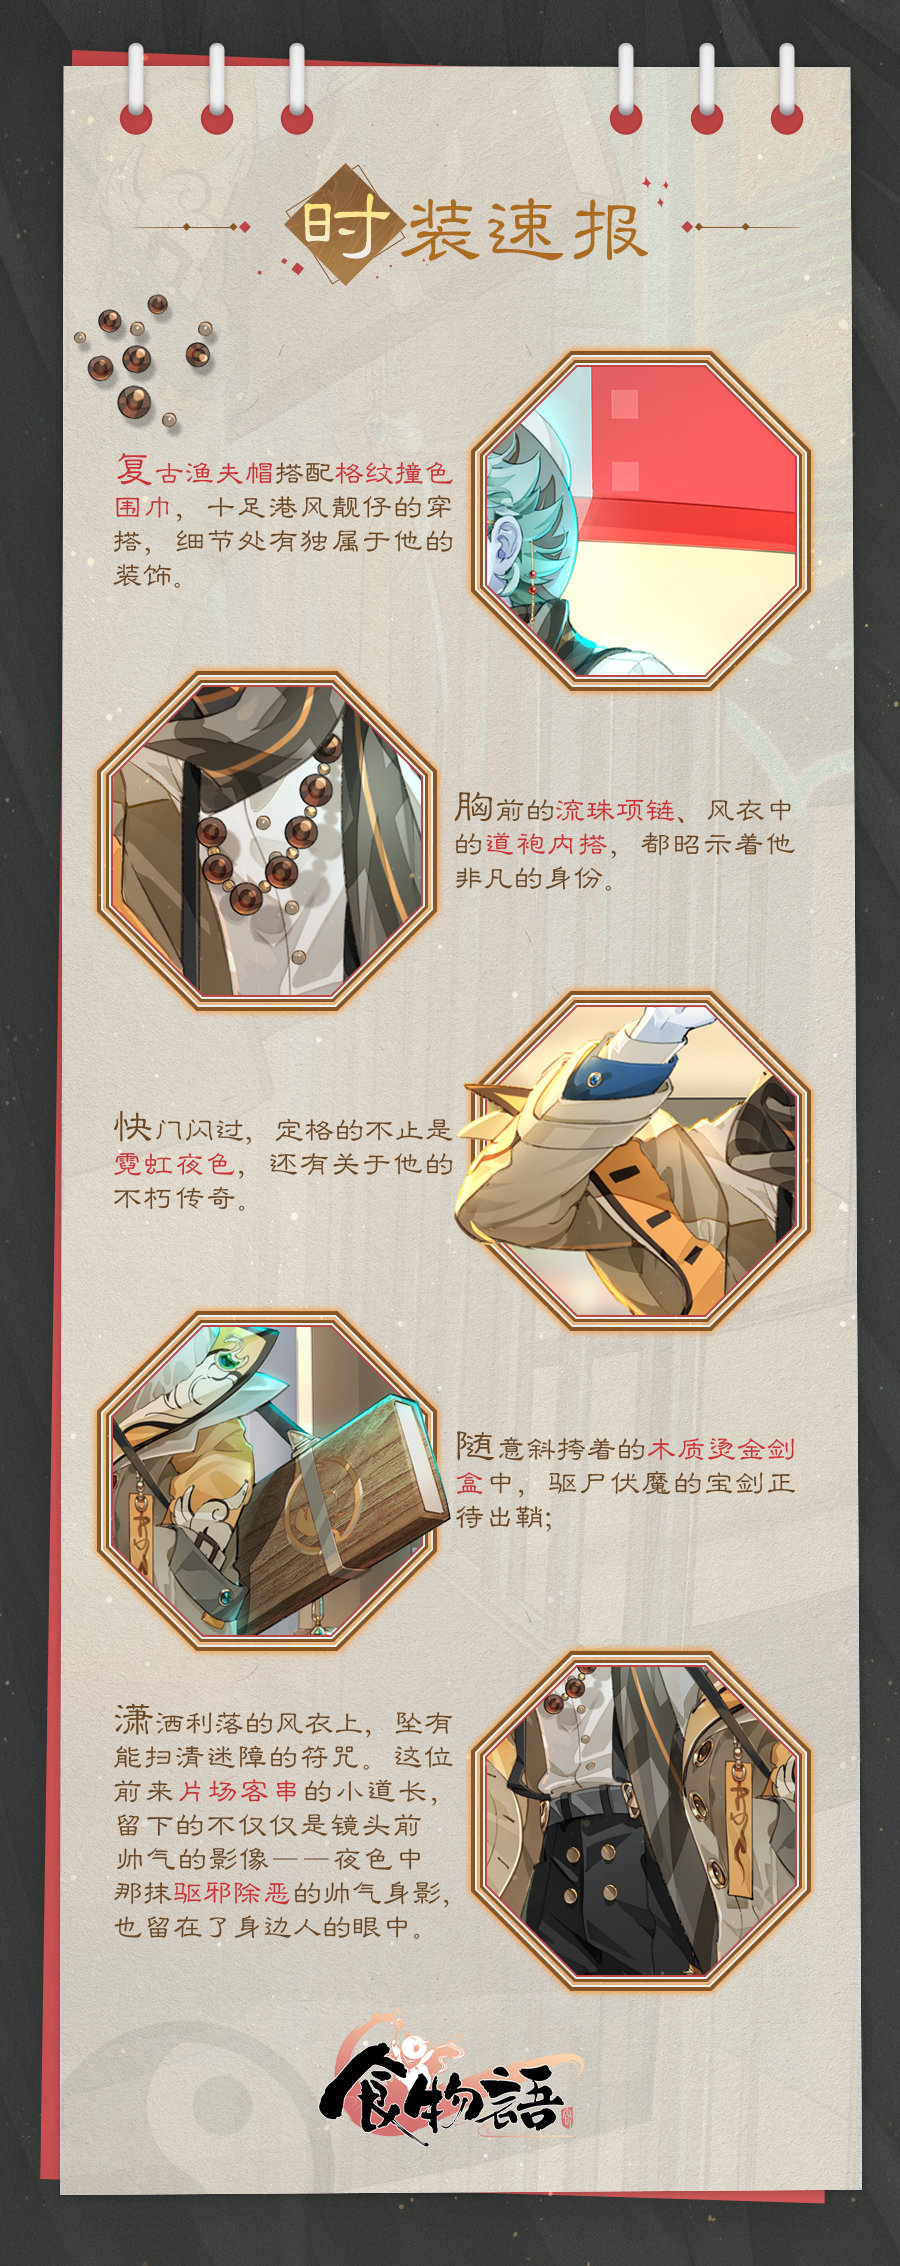 时装速报
复古渔夫帽搭配格纹撞色
围巾，十足港风靓仔的穿
搭，细节处有独属于他的
装饰。
胸前的流珠项链、风衣中
的道袍内搭，都昭示着他
非凡的身份。
快门闪过，定格的不止是
霓虹夜色，还有关于他的
不朽传奇。
随意斜挎着的木质烫金剑
盒中，驱尸伏魔的宝剑正
待出鞘;
潇洒利落的风衣上，坠有
能扫清迷障的符咒。这位
前来片场客串的小道长，
留下的不仅仅是镜头前
帅气的影像——夜色中
那抹驱邪除恶的帅气身影,
也留在了身边人的眼中。
食物語